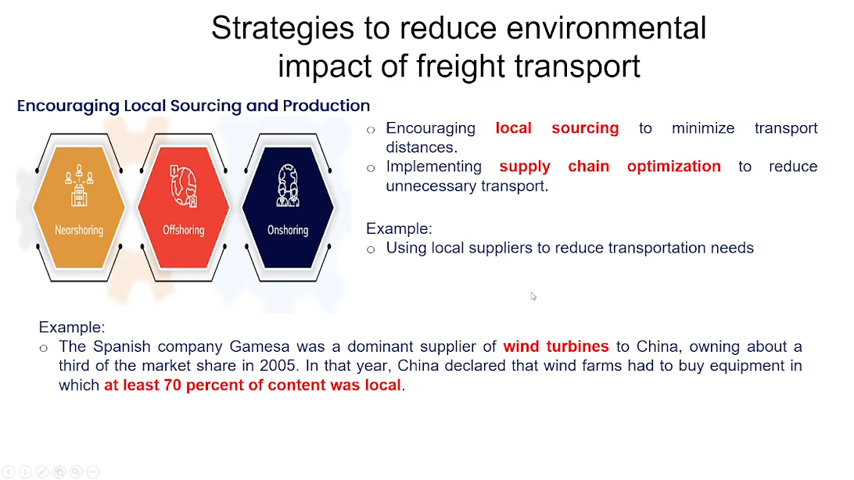 Strategies to reduce environmental
impact of freight transport
Encouraging Local Sourcing and Production
Nearshoring
Offshoring
Onshoring
o Encouraging local sourcing to minimize transport
distances.
o Implementing supply chain optimization to reduce
unnecessary transport.
Example:
o Using local suppliers to reduce transportation needs
Example:
o The Spanish company Gamesa was a dominant supplier of wind turbines to China, owning about a
third of the market share in 2005. In that year, China declared that wind farms had to buy equipment in
which at least 70 percent of content was local.